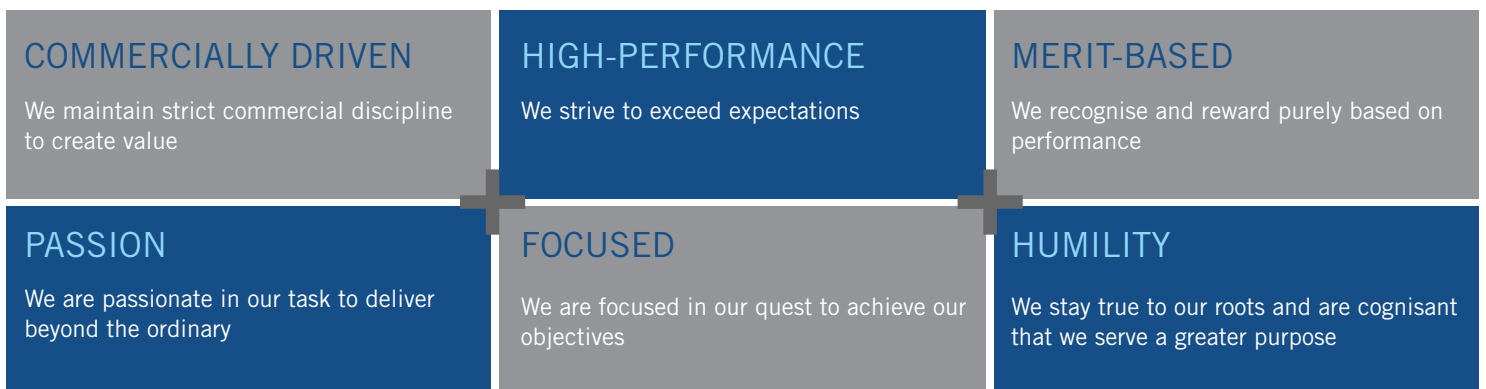 COMMERCIALLY DRIVEN
We maintain strict commercial discipline
to create value
HIGH-PERFORMANCE
We strive to exceed expectations
MERIT-BASED
We recognise and reward purely based on
performance
PASSION
We are passionate in our task to deliver
beyond the ordinary
FOCUSED
We are focused in our quest to achieve our
objectives
HUMILITY
We stay true to our roots and are cognisant
that we serve a greater purpose